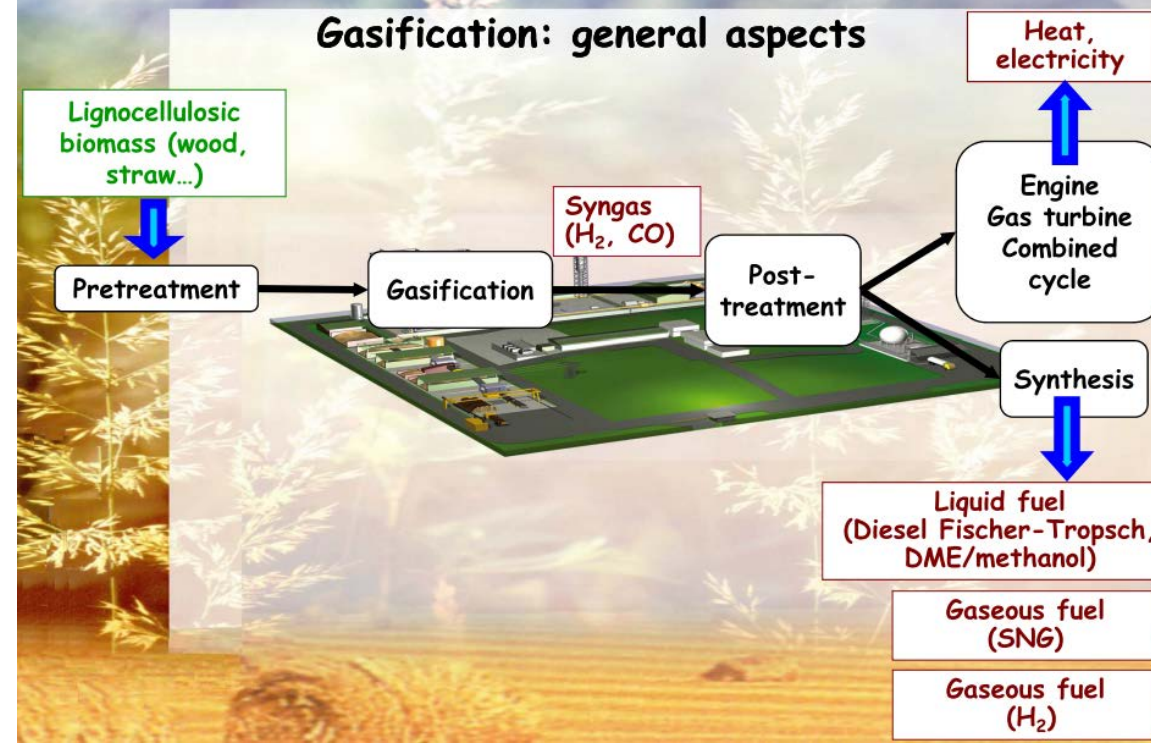 Gasification: general aspects
Heat,
electricity
Lignocellulosic
biomass (wood,
straw…)
Syngas
(H₂, CO)
Engine
Gas turbine
Combined
cycle
Pretreatment
Gasification
Post-
treatment
Synthesis
Liquid fuel
(Diesel Fischer-Tropsch,
DME/methanol)
Gaseous fuel
(SNG)
Gaseous fuel
(H₂)